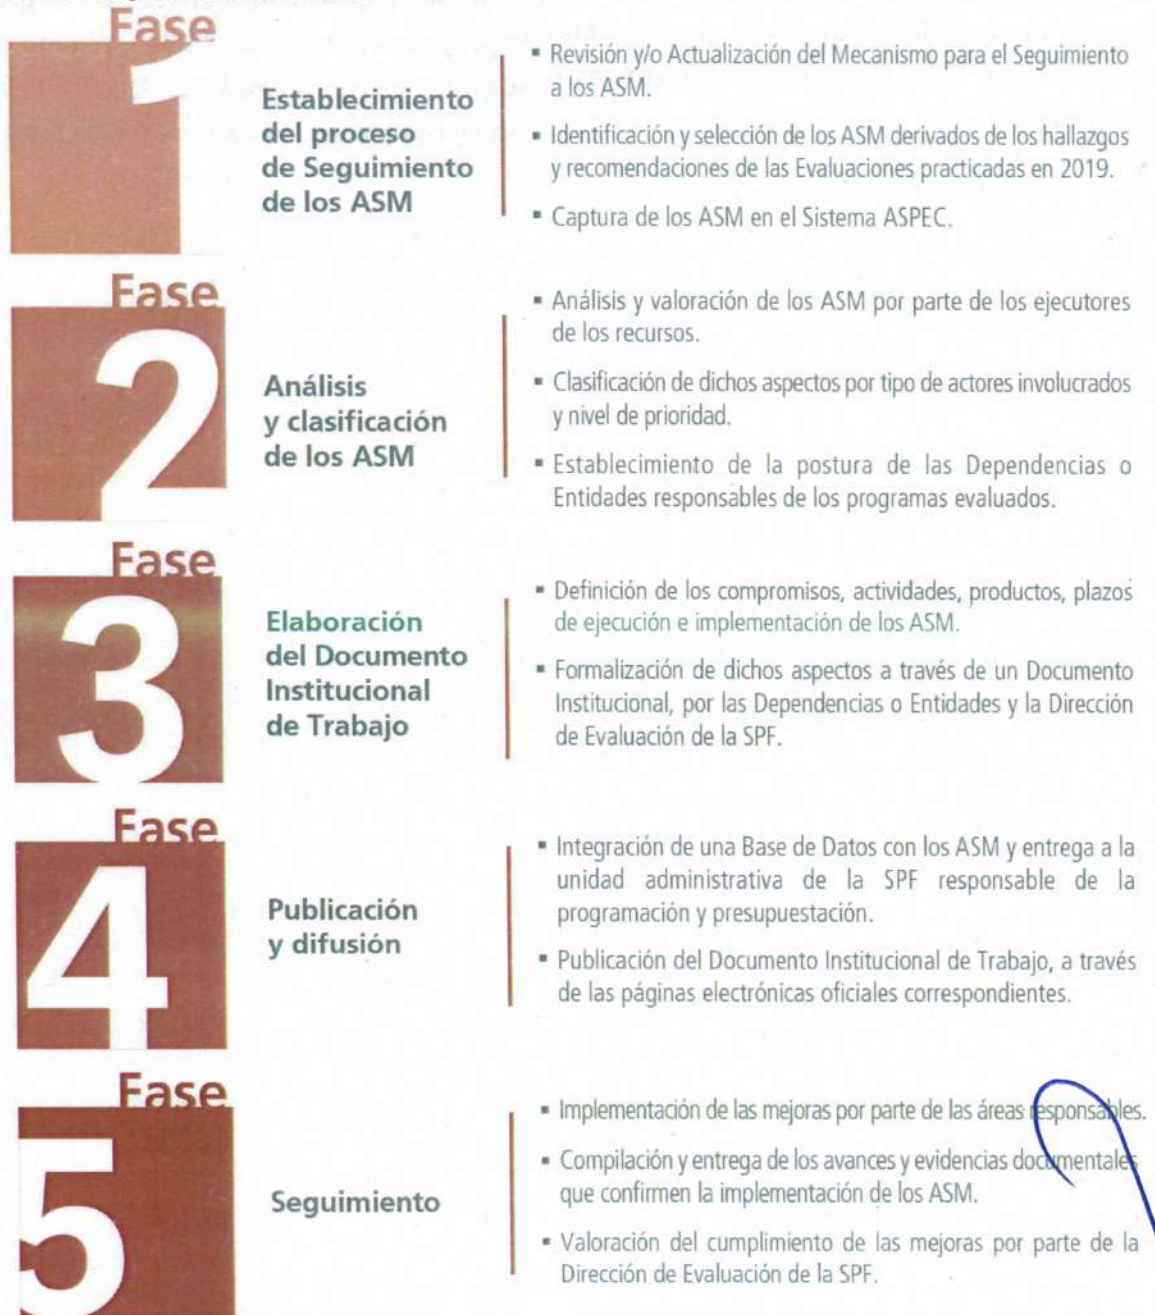 Fase
1
Establecimiento
del proceso
de Seguimiento
de los ASM
▪ Revisión y/o Actualización del Mecanismo para el Seguimiento
a los ASM.
▪ Identificación y selección de los ASM derivados de los hallazgos
y recomendaciones de las Evaluaciones practicadas en 2019.
▪ Captura de los ASM en el Sistema ASPEC.
Fase
2
Análisis
y clasificación
de los ASM
▪ Análisis y valoración de los ASM por parte de los ejecutores
de los recursos.
▪ Clasificación de dichos aspectos por tipo de actores involucrados
y nivel de prioridad.
▪ Establecimiento de la postura de las Dependencias o
Entidades responsables de los programas evaluados.
Fase
3
Elaboración
del Documento
Institucional
de Trabajo
▪ Definición de los compromisos, actividades, productos, plazos
de ejecución e implementación de los ASM.
▪ Formalización de dichos aspectos a través de un Documento
Institucional, por las Dependencias o Entidades y la Dirección
de Evaluación de la SPF.
Fase
4
Publicación
y difusión
▪ Integración de una Base de Datos con los ASM y entrega a la
unidad administrativa de la SPF responsable de la
programación y presupuestación.
▪ Publicación del Documento Institucional de Trabajo, a través
de las páginas electrónicas oficiales correspondientes.
Fase
5
Seguimiento
▪ Implementación de las mejoras por parte de las áreas responsables.
▪ Compilación y entrega de los avances y evidencias documentales
que confirmen la implementación de los ASM.
▪ Valoración del cumplimiento de las mejoras por parte de la
Dirección de Evaluación de la SPF.